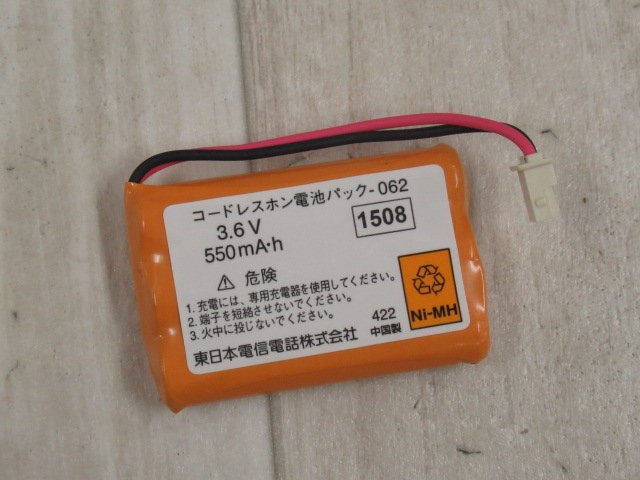 コードレスホン電池パック-062
3.6V
1508
550mA·h
⚠ 危険
1. 充電には、専用充電器を使用してください。
2. 端子を短絡させないでください。
3. 火中に投じないでください。
Ni-MH
422
中国製
東日本電信電話株式会社